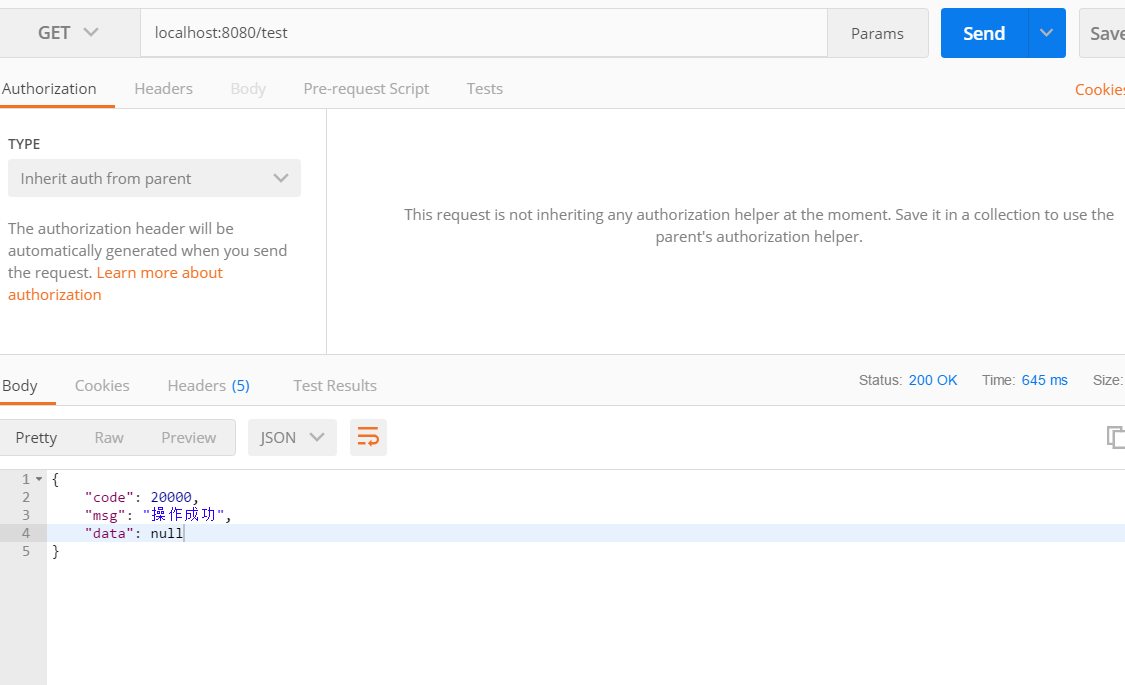 GET
localhost:8080/test
Params
Send
Save
Authorization
Headers
Body
Pre-request Script
Tests
Cookies
TYPE
Inherit auth from parent
The authorization header will be
automatically generated when you send
the request. Learn more about
authorization
This request is not inheriting any authorization helper at the moment. Save it in a collection to use the
parent's authorization helper.
Body
Cookies
Headers (5)
Test Results
Status: 200 OK
Time: 645 ms
Size:
Pretty
Raw
Preview
JSON
1 {
2 "code": 20000,
3 "msg": "操作成功",
4 "data": null
5 }